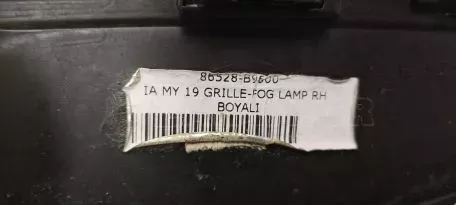 86528-B9600
IA MY 19 GRILLE-FOG LAMP RH
BOYALI